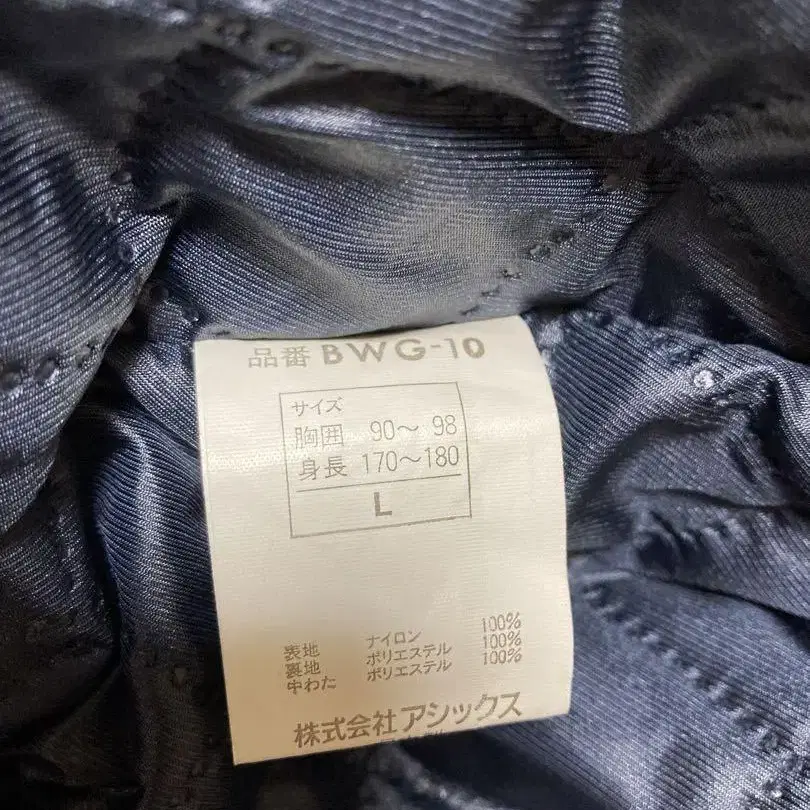 品番 BWG-10
サイズ
胸囲 90～ 98
身長 170～180
L
表地 ナイロン 100%
裏地 ポリエステル 100%
中わた ポリエステル 100%
株式会社アシックス